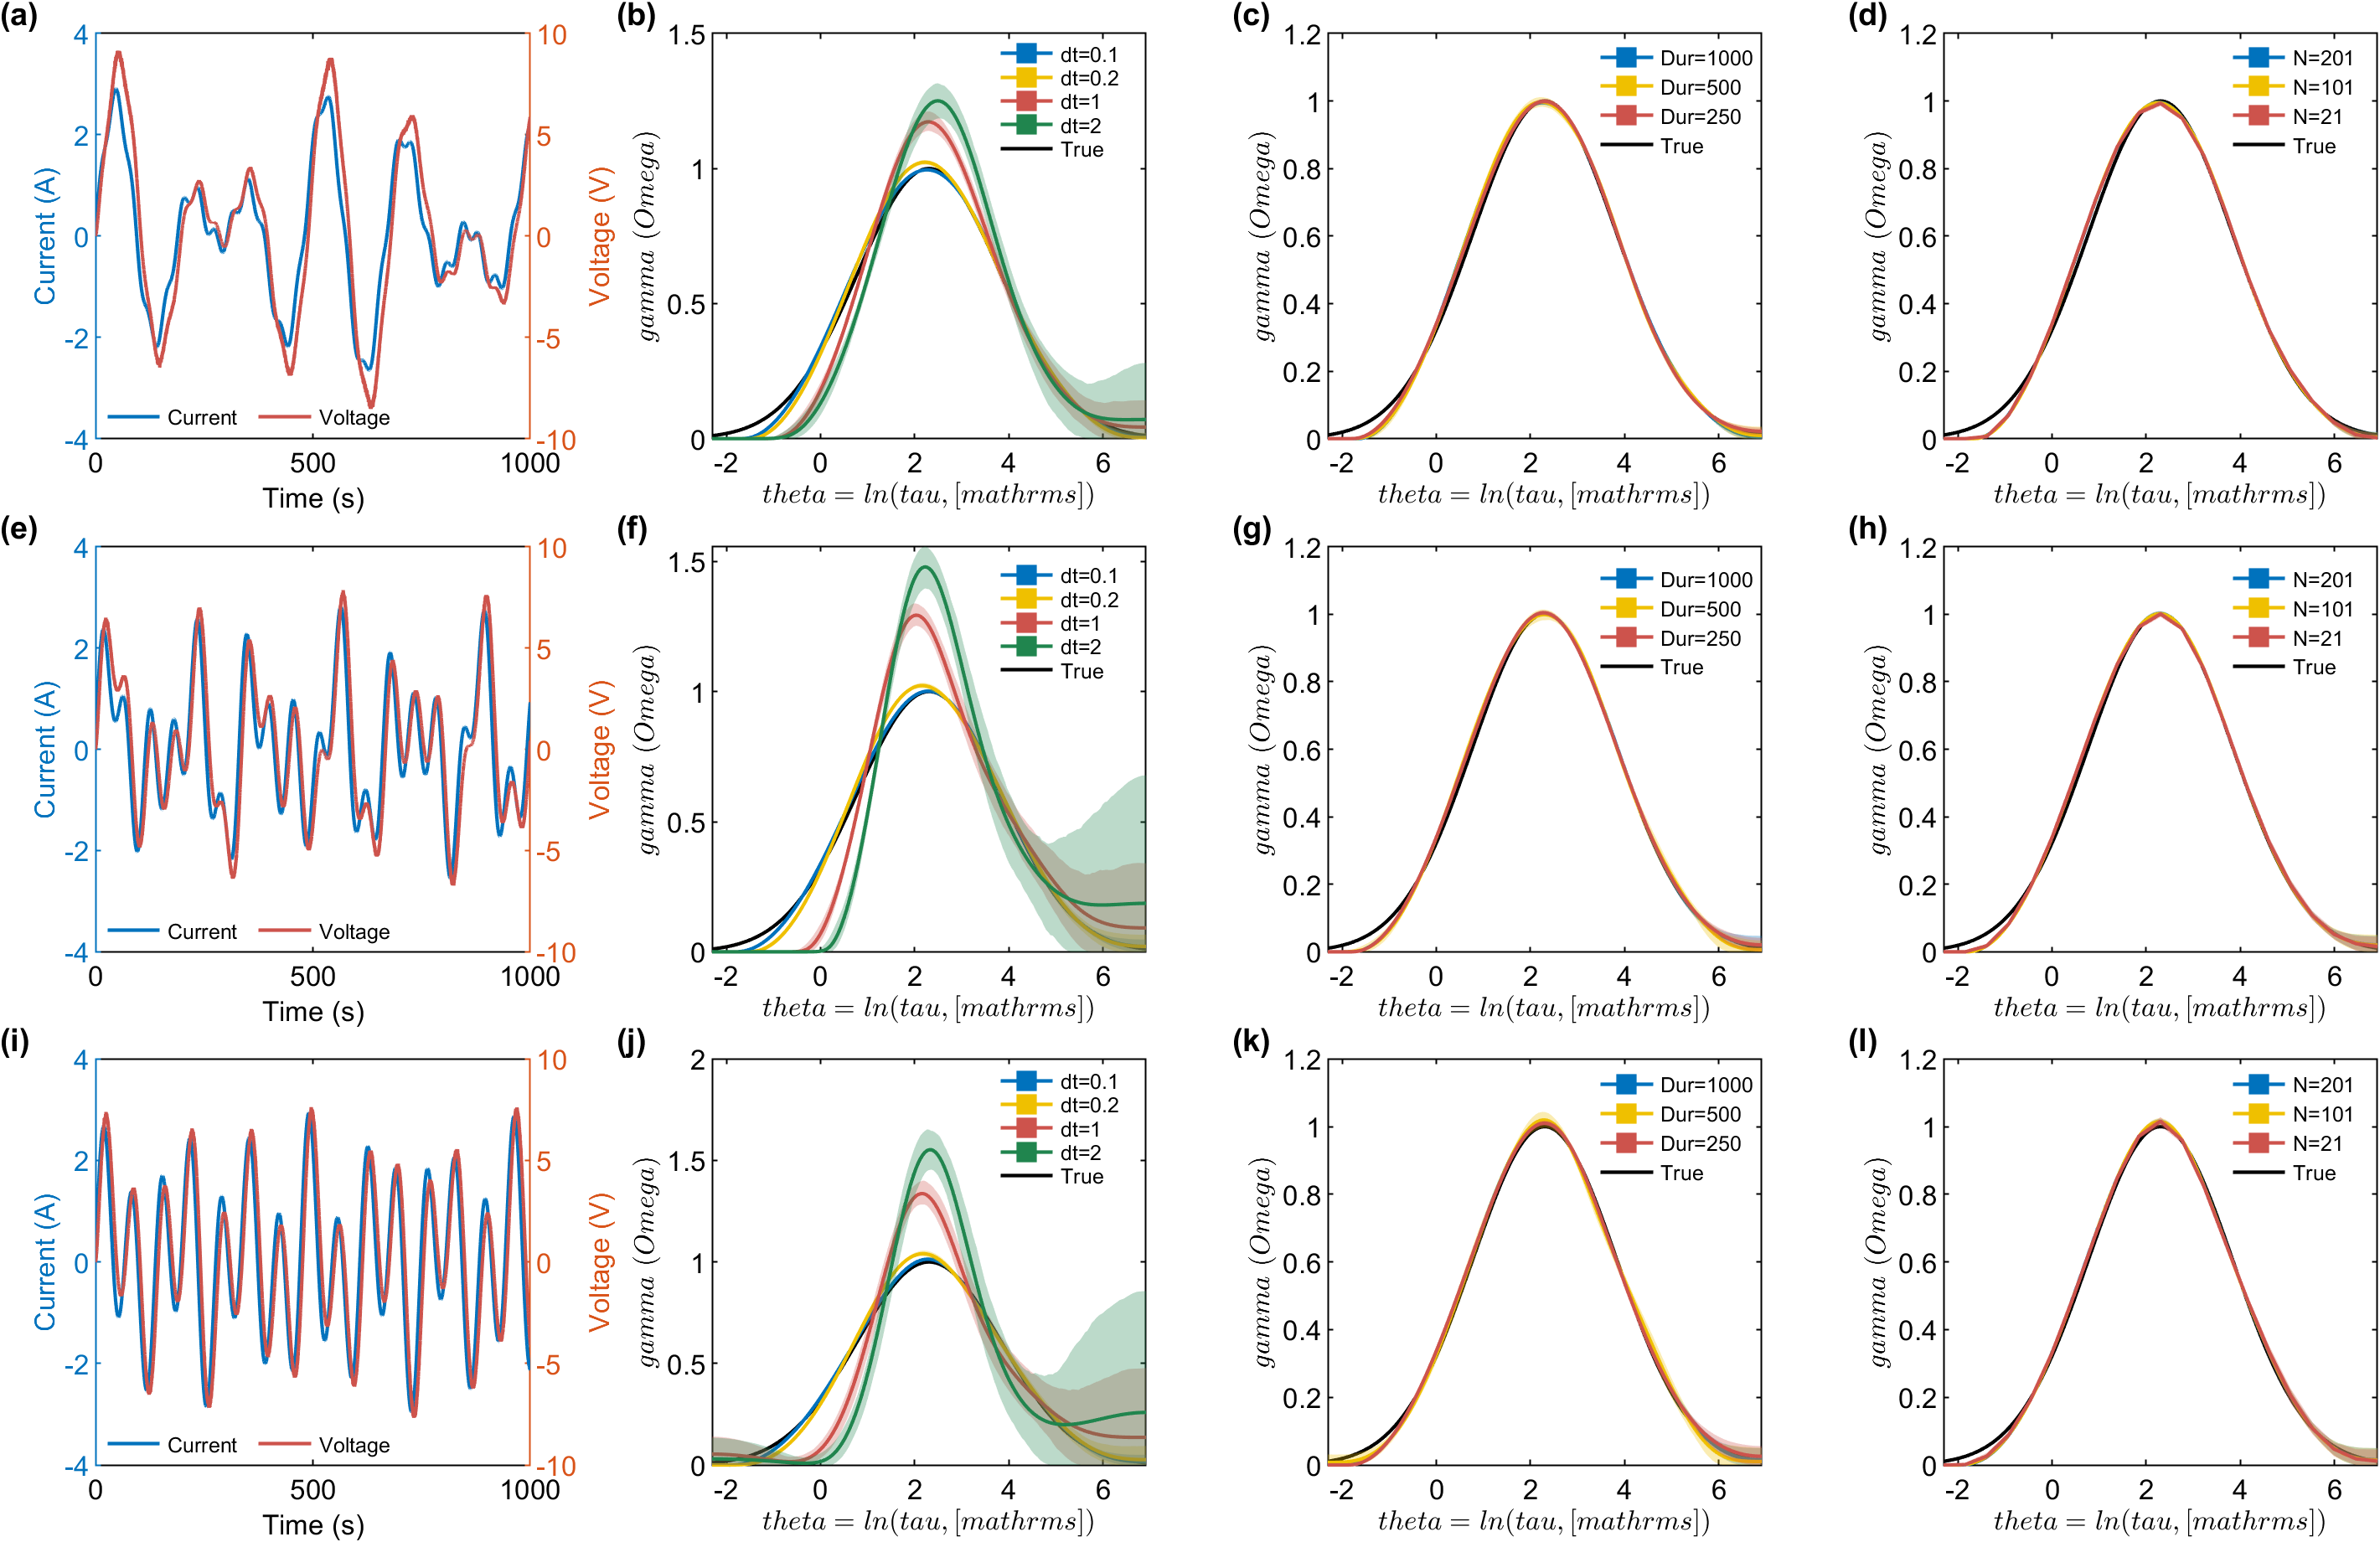 (a)
4
2
0
-2
-4
Current (A)
10
5
0
-5
-10
Voltage (V)
Current
Voltage
0
500
1000
Time (s)
(b)
1.5
1
0.5
0
gamma (Omega)
dt=0.1
dt=0.2
dt=1
dt=2
True
-2
0
2
4
6
theta = ln(tau, [mathrms])
(c)
1.2
1
0.8
0.6
0.4
0.2
0
gamma (Omega)
Dur=1000
Dur=500
Dur=250
True
-2
0
2
4
6
theta = ln(tau, [mathrms])
(d)
1.2
1
0.8
0.6
0.4
0.2
0
gamma (Omega)
N=201
N=101
N=21
True
-2
0
2
4
6
theta = ln(tau, [mathrms])
(e)
4
2
0
-2
-4
Current (A)
10
5
0
-5
-10
Voltage (V)
Current
Voltage
0
500
1000
Time (s)
(f)
1.5
1
0.5
0
gamma (Omega)
dt=0.1
dt=0.2
dt=1
dt=2
True
-2
0
2
4
6
theta = ln(tau, [mathrms])
(g)
1.2
1
0.8
0.6
0.4
0.2
0
gamma (Omega)
Dur=1000
Dur=500
Dur=250
True
-2
0
2
4
6
theta = ln(tau, [mathrms])
(h)
1.2
1
0.8
0.6
0.4
0.2
0
gamma (Omega)
N=201
N=101
N=21
True
-2
0
2
4
6
theta = ln(tau, [mathrms])
(i)
4
2
0
-2
-4
Current (A)
10
5
0
-5
-10
Voltage (V)
Current
Voltage
0
500
1000
Time (s)
(j)
2
1.5
1
0.5
0
gamma (Omega)
dt=0.1
dt=0.2
dt=1
dt=2
True
-2
0
2
4
6
theta = ln(tau, [mathrms])
(k)
1.2
1
0.8
0.6
0.4
0.2
0
gamma (Omega)
Dur=1000
Dur=500
Dur=250
True
-2
0
2
4
6
theta = ln(tau, [mathrms])
(l)
1.2
1
0.8
0.6
0.4
0.2
0
gamma (Omega)
N=201
N=101
N=21
True
-2
0
2
4
6
theta = ln(tau, [mathrms])